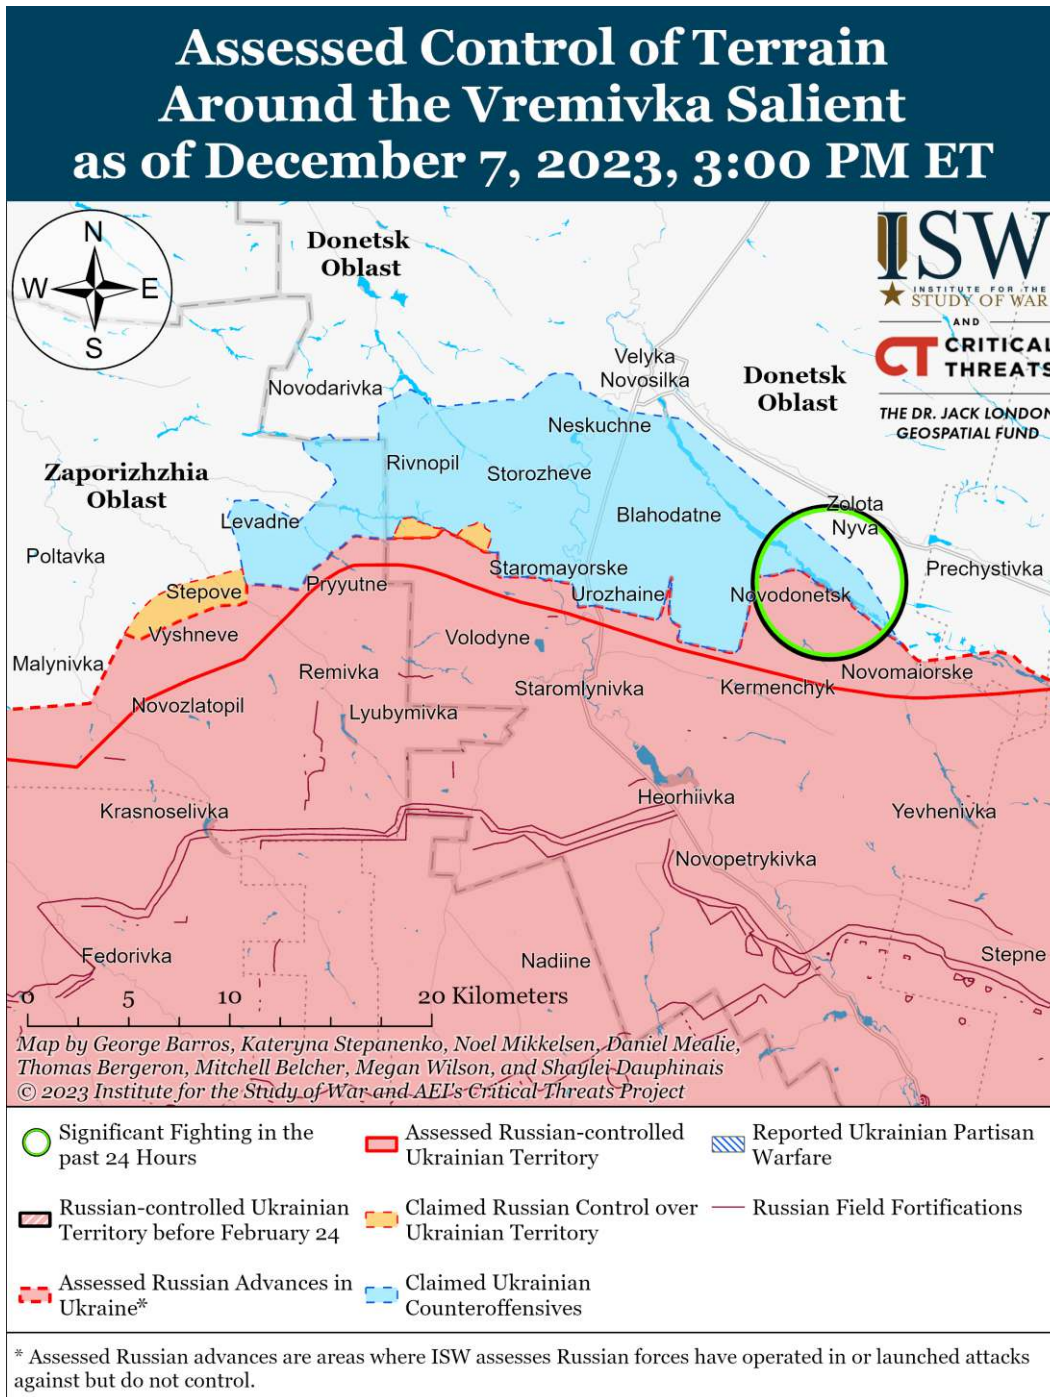 Assessed Control of Terrain
Around the Vremivka Salient
as of December 7, 2023, 3:00 PM ET
N
W
E
S
Donetsk
Oblast
ISW
INSTITUTE FOR THE
STUDY OF WAR
AND
CT CRITICAL
THREATS
THE DR. JACK LONDON
GEOSPATIAL FUND
Velyka
Novosilka
Donetsk
Oblast
Novodarivka
Neskuchne
Rivnopil
Storozheve
Zaporizhzhia
Oblast
Levadne
Blahodatne
Zolota
Nyva
Poltavka
Staromayorske
Prechystivka
Stepove
Pryyutne
Urozhaine
Novodonetsk
Vyshneve
Volodyne
Malynivka
Remivka
Novomaiorske
Staromlynivka
Kermenchyk
Novozlatopil
Lyubymivka
Krasnoselivka
Heorhiivka
Yevhenivka
Novopetrykivka
Fedorivka
Nadiine
Stepne
0 5 10 20 Kilometers
Map by George Barros, Kateryna Stepanenko, Noel Mikkelsen, Daniel Mealie,
Thomas Bergeron, Mitchell Belcher, Megan Wilson, and Shaylei Dauphinais
© 2023 Institute for the Study of War and AEI's Critical Threats Project
Significant Fighting in the
past 24 Hours
Assessed Russian-controlled
Ukrainian Territory
Reported Ukrainian Partisan
Warfare
Russian-controlled Ukrainian
Territory before February 24
Claimed Russian Control over
Ukrainian Territory
Russian Field Fortifications
Assessed Russian Advances in
Ukraine*
Claimed Ukrainian
Counteroffensives
* Assessed Russian advances are areas where ISW assesses Russian forces have operated in or launched attacks
against but do not control.